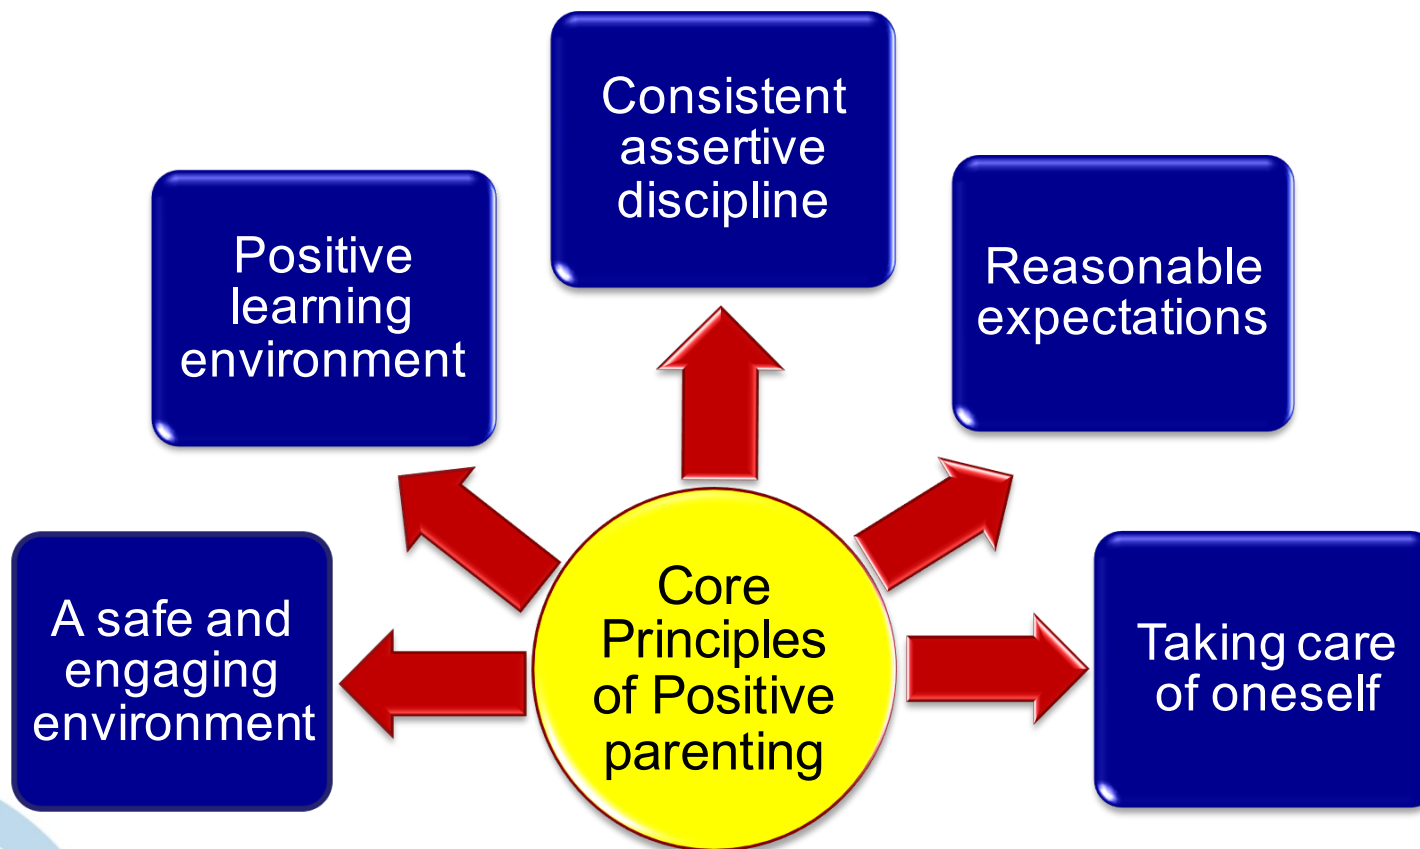 Consistent
assertive
discipline
Positive
learning
environment
Reasonable
expectations
A safe and
engaging
environment
Core
Principles
of Positive
parenting
Taking care
of oneself